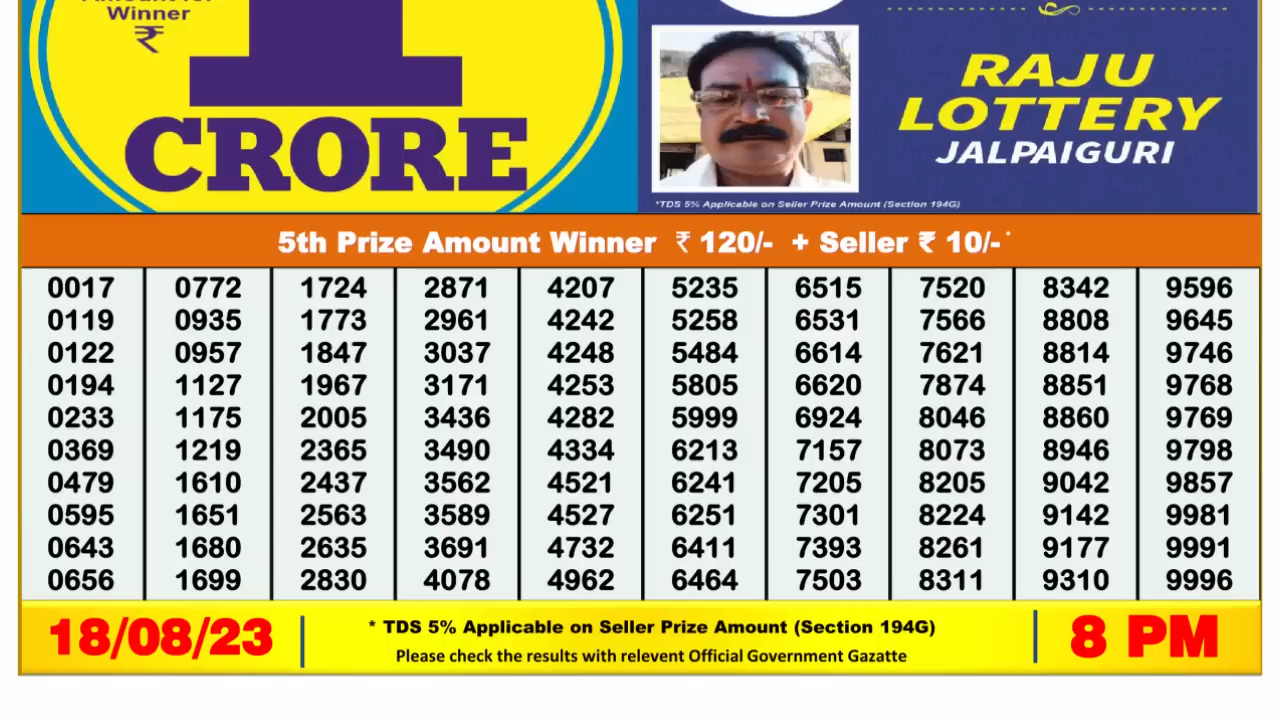 Winner
₹
1
CRORE
RAJU
LOTTERY
JALPAIGURI
*TDS 5% Applicable on Seller Prize Amount (Section 194G)
5th Prize Amount Winner ₹ 120/- + Seller ₹ 10/- *
0017 0772 1724 2871 4207 5235 6515 7520 8342 9596
0119 0935 1773 2961 4242 5258 6531 7566 8808 9645
0122 0957 1847 3037 4248 5484 6614 7621 8814 9746
0194 1127 1967 3171 4253 5805 6620 7874 8851 9768
0233 1175 2005 3436 4282 5999 6924 8046 8860 9769
0369 1219 2365 3490 4334 6213 7157 8073 8946 9798
0479 1610 2437 3562 4521 6241 7205 8205 9042 9857
0595 1651 2563 3589 4527 6251 7301 8224 9142 9981
0643 1680 2635 3691 4732 6411 7393 8261 9177 9991
0656 1699 2830 4078 4962 6464 7503 8311 9310 9996
18/08/23
* TDS 5% Applicable on Seller Prize Amount (Section 194G)
Please check the results with relevent Official Government Gazatte
8 PM